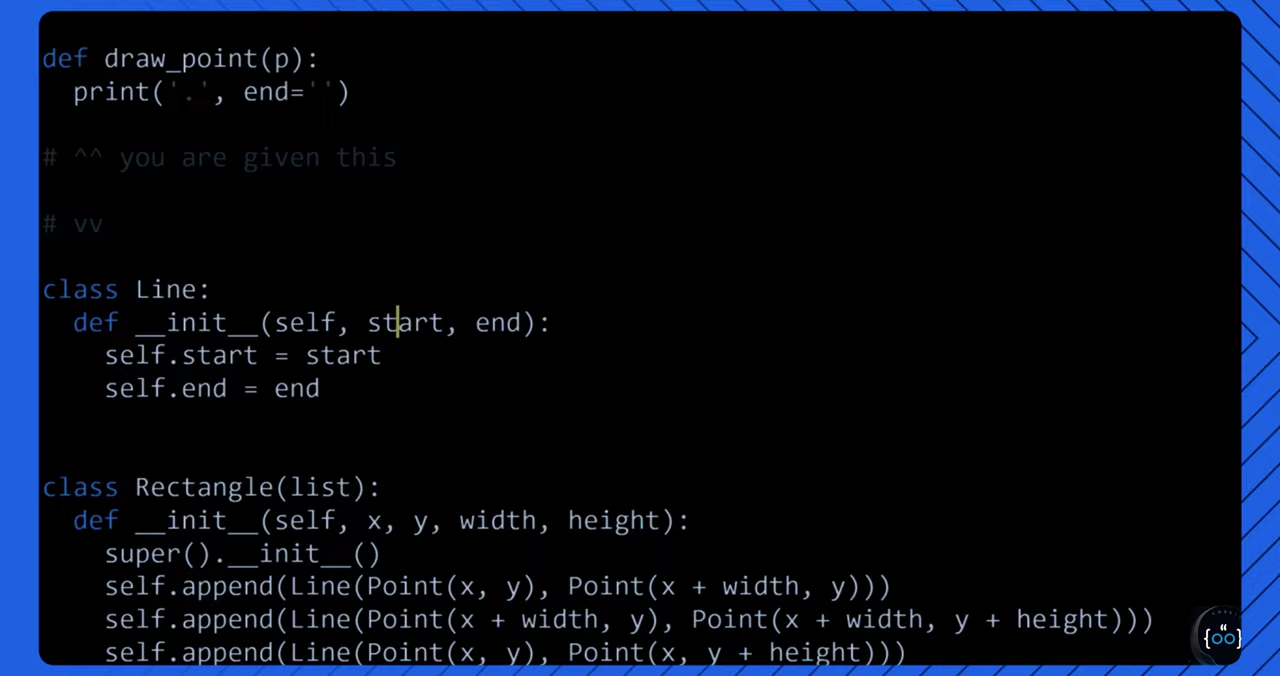 def draw_point(p):
  print('.', end='')
# ^^ you are given this
# vv
class Line:
  def __init__(self, start, end):
    self.start = start
    self.end = end
class Rectangle(list):
  def __init__(self, x, y, width, height):
    super().__init__()
    self.append(Line(Point(x, y), Point(x + width, y)))
    self.append(Line(Point(x + width, y), Point(x + width, y + height)))
    self.append(Line(Point(x, y), Point(x, y + height)))